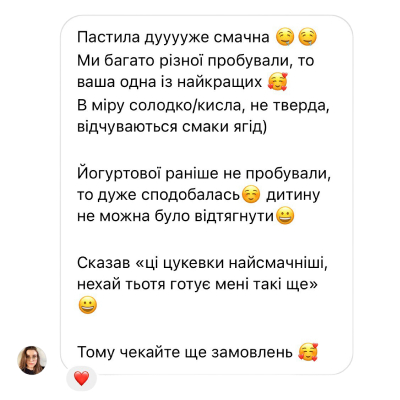 Пастила дууууже смачна 🤤🤤
Ми багато різної пробували, то
ваша одна із найкращих 🥰
В міру солодко/кисла, не тверда,
відчуваються смаки ягід)
Йогуртової раніше не пробували,
то дуже сподобалась☺️ дитину
не можна було відтягнути😀
Сказав «ці цукевки найсмачніші,
нехай тьотя готує мені такі ще»
😀
Тому чекайте ще замовлень 🥰